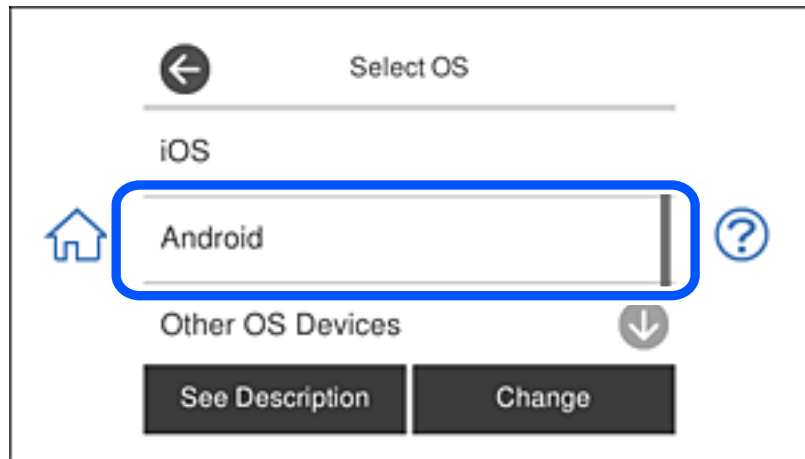 Select OS
iOS
Android
Other OS Devices
See Description
Change